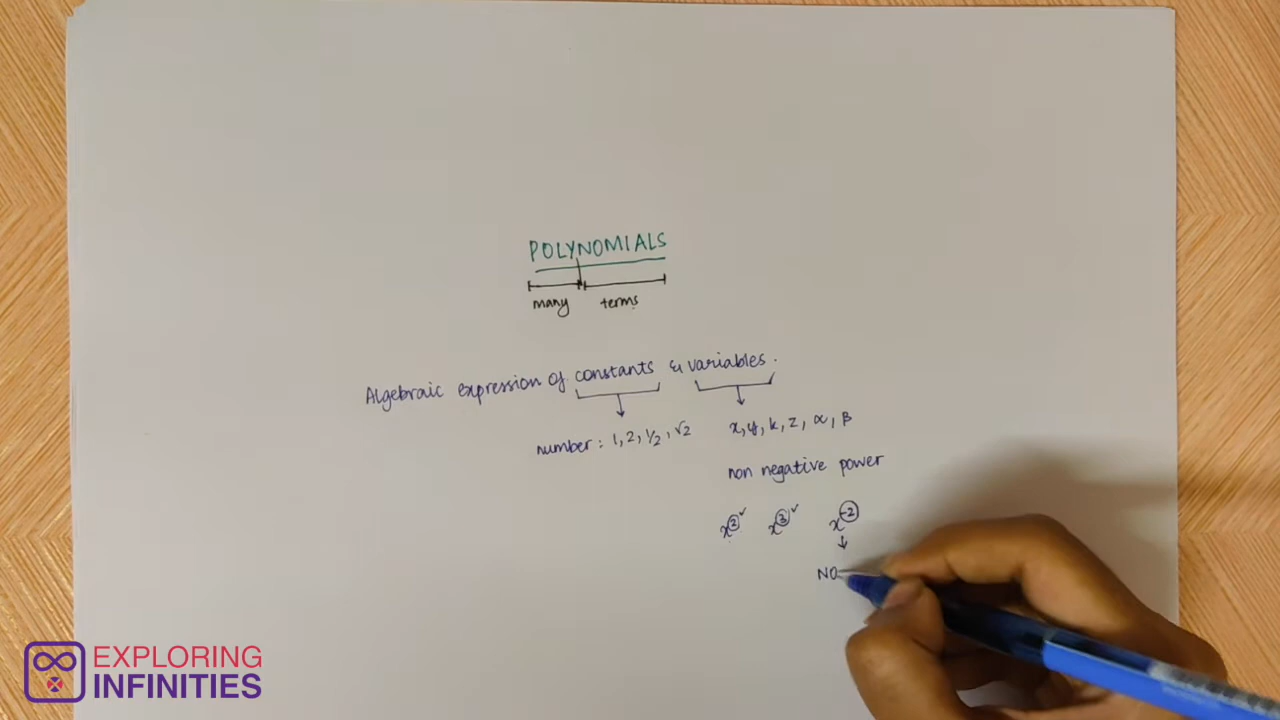 POLYNOMIALS
many terms
Algebraic expression of constants & variables.
number : 1, 2, 1/2, √2 x, y, k, z, α, β
non negative power
x² ✓ x³ ✓ x⁻²
NO
EXPLORING
INFINITIES